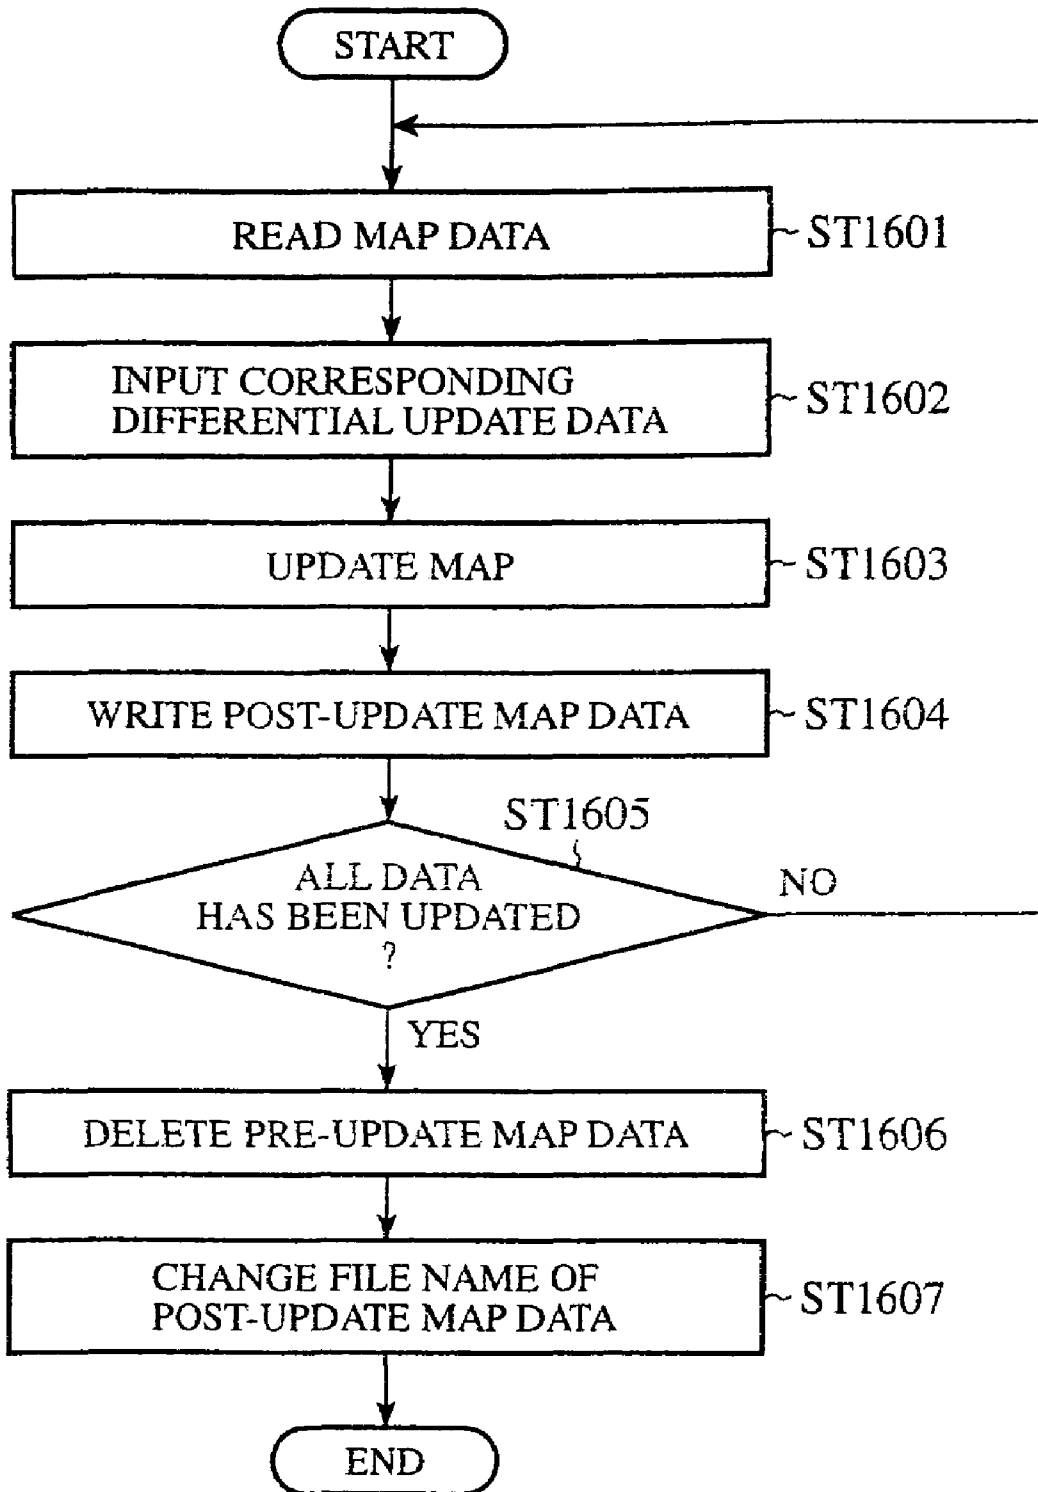 START
READ MAP DATA
ST1601
INPUT CORRESPONDING
DIFFERENTIAL UPDATE DATA
ST1602
UPDATE MAP
ST1603
WRITE POST-UPDATE MAP DATA
ST1604
ST1605
ALL DATA
HAS BEEN UPDATED
?
NO
YES
DELETE PRE-UPDATE MAP DATA
ST1606
CHANGE FILE NAME OF
POST-UPDATE MAP DATA
ST1607
END